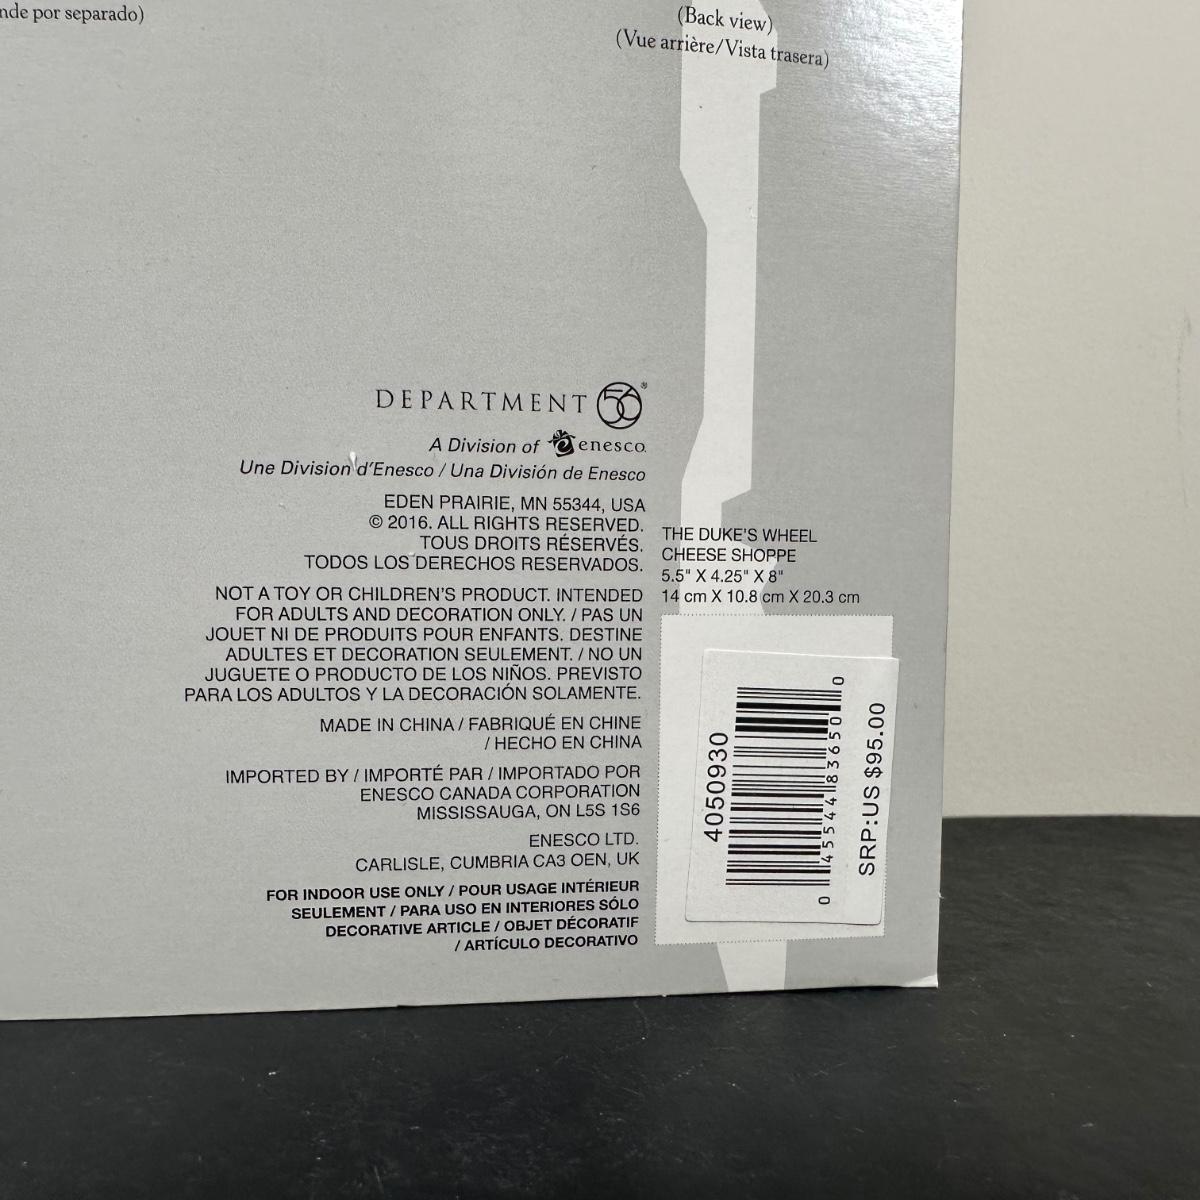 nde por separado)
(Back view)
(Vue arrière/Vista trasera)
DEPARTMENT 56®
A Division of enesco.
Une Division d'Enesco / Una División de Enesco
EDEN PRAIRIE, MN 55344, USA
© 2016. ALL RIGHTS RESERVED.
TOUS DROITS RÉSERVÉS.
TODOS LOS DERECHOS RESERVADOS.
NOT A TOY OR CHILDREN'S PRODUCT. INTENDED
FOR ADULTS AND DECORATION ONLY. / PAS UN
JOUET NI DE PRODUITS POUR ENFANTS. DESTINE
ADULTES ET DECORATION SEULEMENT. / NO UN
JUGUETE O PRODUCTO DE LOS NIÑOS. PREVISTO
PARA LOS ADULTOS Y LA DECORACIÓN SOLAMENTE.
MADE IN CHINA / FABRIQUÉ EN CHINE
/ HECHO EN CHINA
IMPORTED BY / IMPORTÉ PAR / IMPORTADO POR
ENESCO CANADA CORPORATION
MISSISSAUGA, ON L5S 1S6
ENESCO LTD.
CARLISLE, CUMBRIA CA3 OEN, UK
FOR INDOOR USE ONLY / POUR USAGE INTÉRIEUR
SEULEMENT / PARA USO EN INTERIORES SÓLO
DECORATIVE ARTICLE / OBJET DÉCORATIF
/ ARTÍCULO DECORATIVO
THE DUKE'S WHEEL
CHEESE SHOPPE
5.5" X 4.25" X 8"
14 cm X 10.8 cm X 20.3 cm
4050930
0 45544 83650 0
SRP:US $95.00